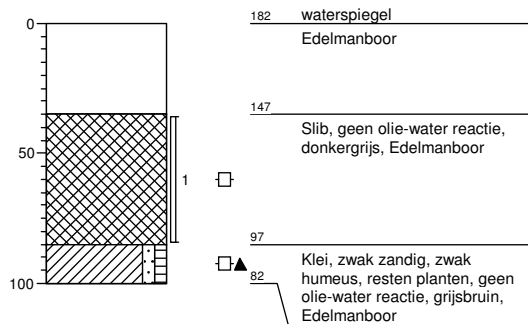 0
182 waterspiegel
Edelmanboor
147
Slib, geen olie-water reactie,
donkergrijs, Edelmanboor
50
1
97
Klei, zwak zandig, zwak
humeus, resten planten, geen
olie-water reactie, grijsbruin,
Edelmanboor
82
100